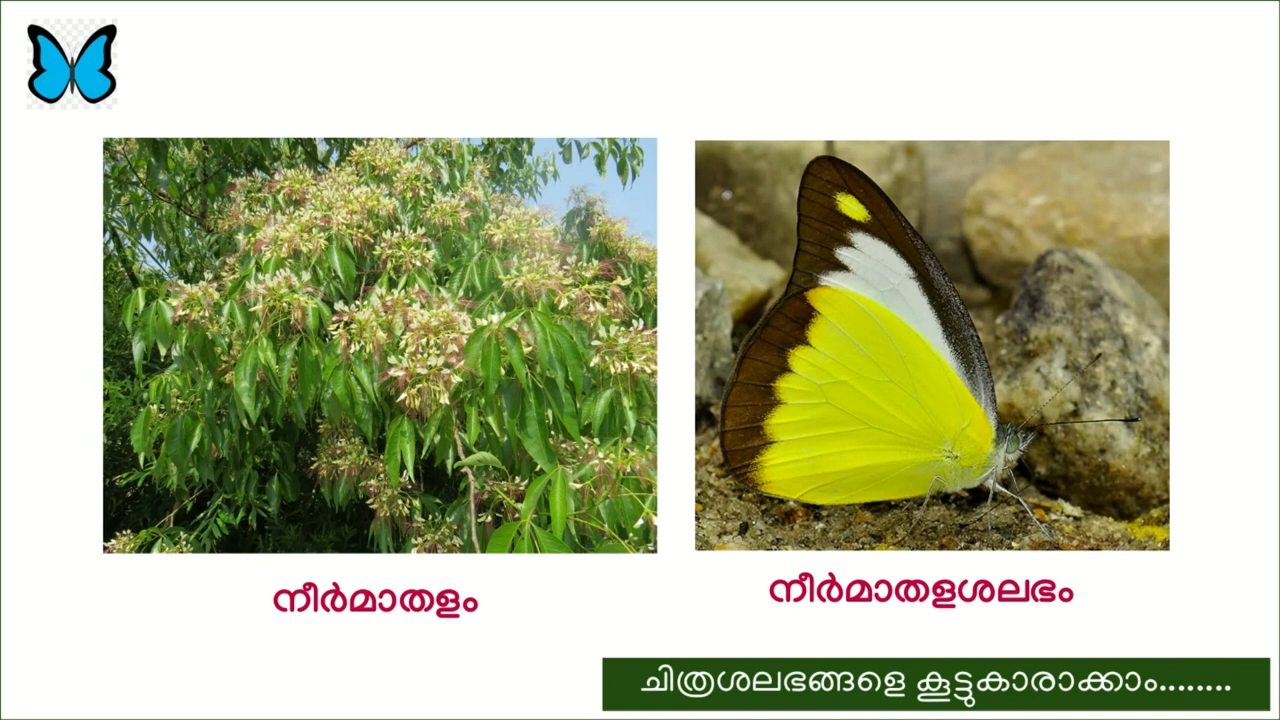 നീർമാതളം
നീർമാതളശലഭം
ചിത്രശലഭങ്ങളെ കൂട്ടുകാരാക്കാം........